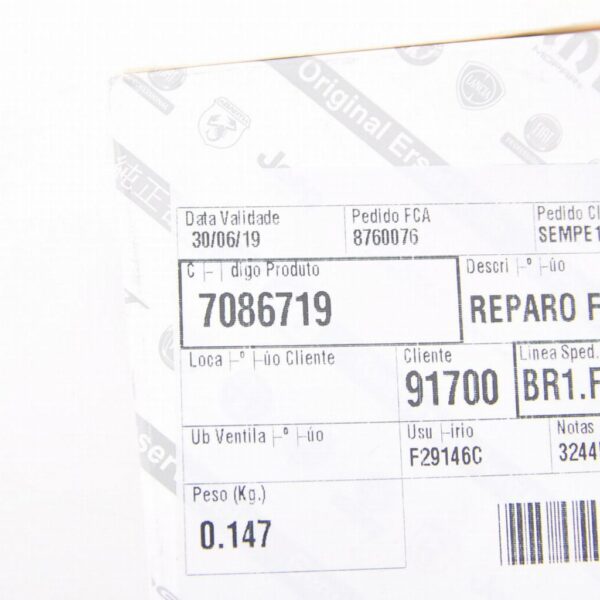 Original Ersa
純正
Data Validade
30/06/19
Pedido FCA
8760076
Pedido Cl
SEMPE1
C ├ ┤ digo Produto
7086719
Descri ├º ├úo
REPARO F
Loca ├º ├úo Cliente
Cliente
91700
Linea Sped.
BR1.F
Ub Ventila ├º ├úo
Usu ├írio
F29146C
Notas
3244
Peso (Kg.)
0.147